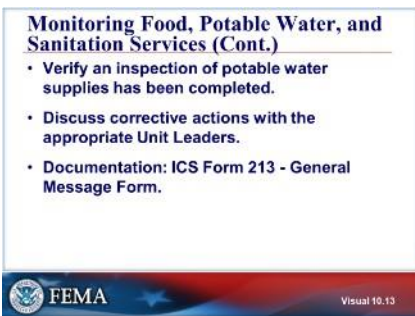 Monitoring Food, Potable Water, and
Sanitation Services (Cont.)
• Verify an inspection of potable water
supplies has been completed.
• Discuss corrective actions with the
appropriate Unit Leaders.
• Documentation: ICS Form 213 - General
Message Form.
FEMA
Visual 10.13